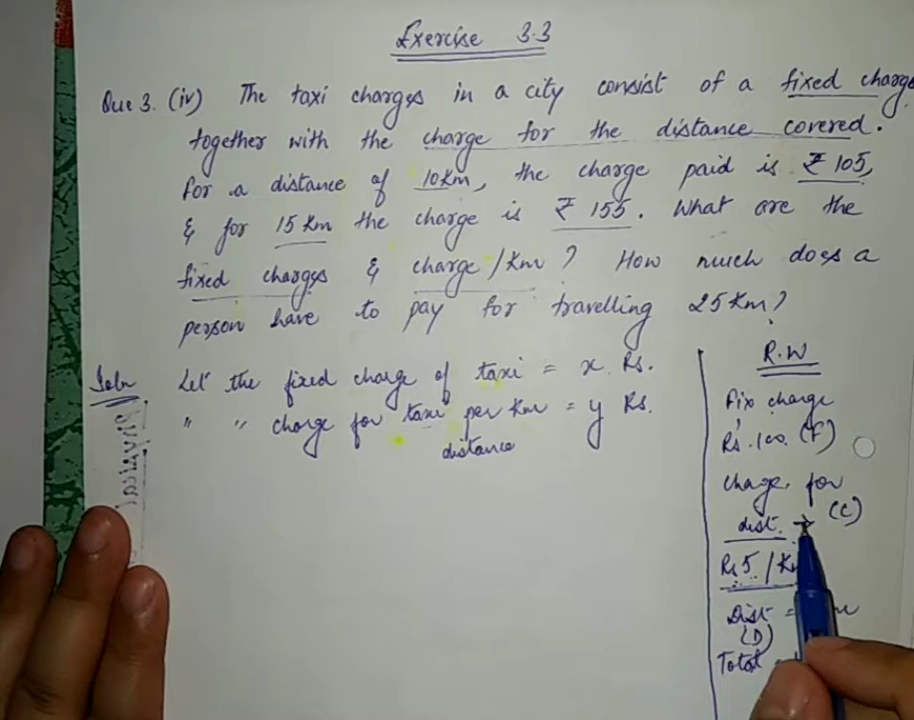 Exercise 3.3
Que 3. (iv) The taxi charges in a city consist of a fixed charge
together with the charge for the distance covered.
For a distance of 10Km, the charge paid is ₹ 105,
& for 15 Km the charge is ₹ 155. What are the
fixed charges & charge/Km? How much does a
person have to pay for travelling 25Km?
Soln Let the fixed charge of taxi = x Rs.
" " charge for taxi per Km = y Rs.
distance
R.W
Fix charge
Rs. 100. (F)
Charge for
dist. → (C)
Rs 5 / K
Dist =
(D)
Total